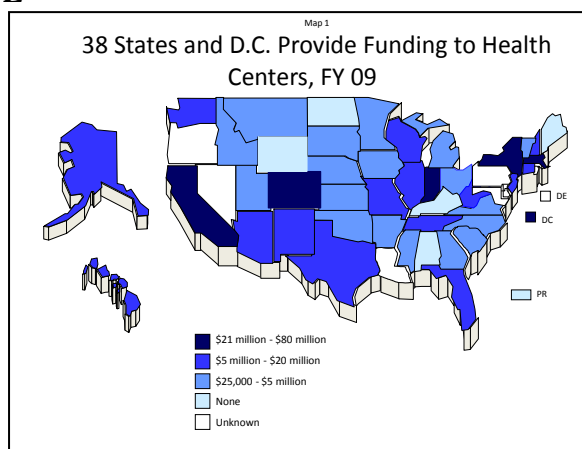 Map 1
38 States and D.C. Provide Funding to Health
Centers, FY 09
DE
DC
PR
$21 million - $80 million
$5 million - $20 million
$25,000 - $5 million
None
Unknown